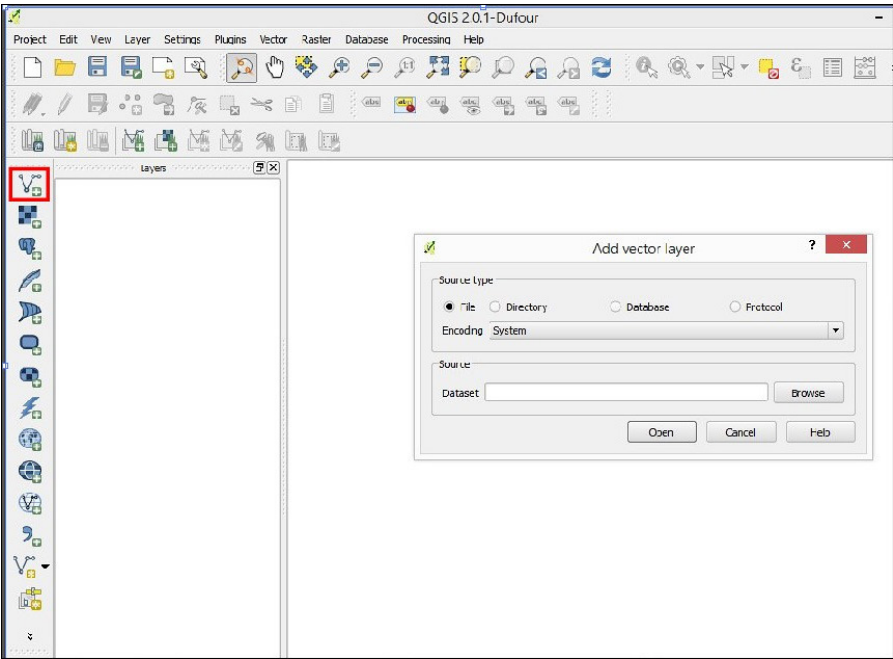 QGIS 2.0.1-Dufour
Project Edit View Layer Settings Plugins Vector Raster Database Processing Help
Layers
Add vector layer
Source type
File Directory Database Protocol
Encoding System
Source
Dataset Browse
Open Cancel Help